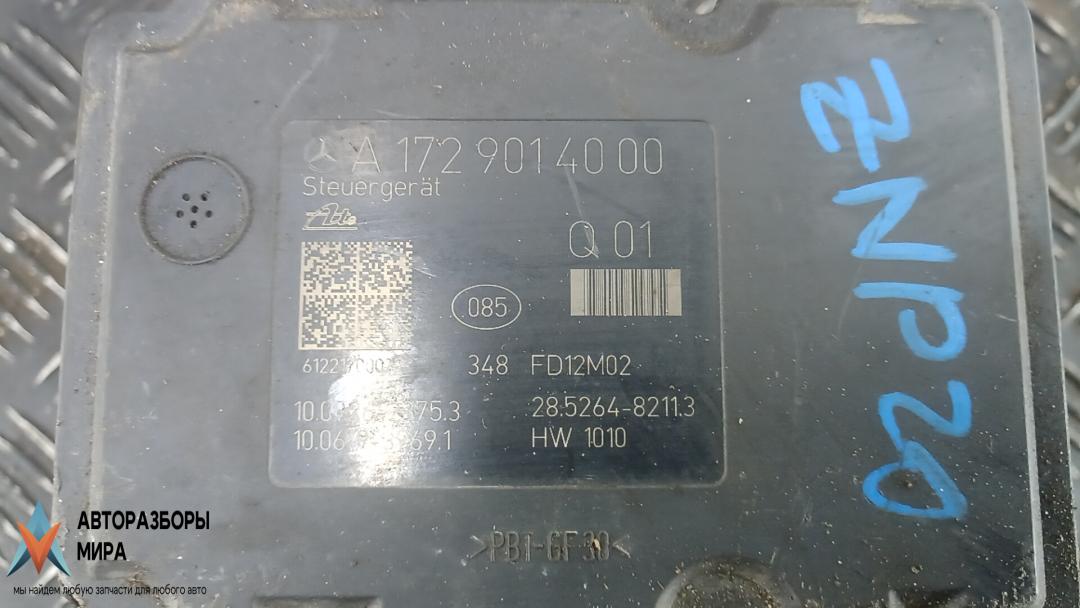 A 172 901 40 00
Steuergerät
Ate
Q 01
085
348 FD12M02
28.5264-8211.3
HW 1010
>PBT-GF30<
АВТОРАЗБОРЫ
МИРА
мы найдем любую запчасти для любого авто